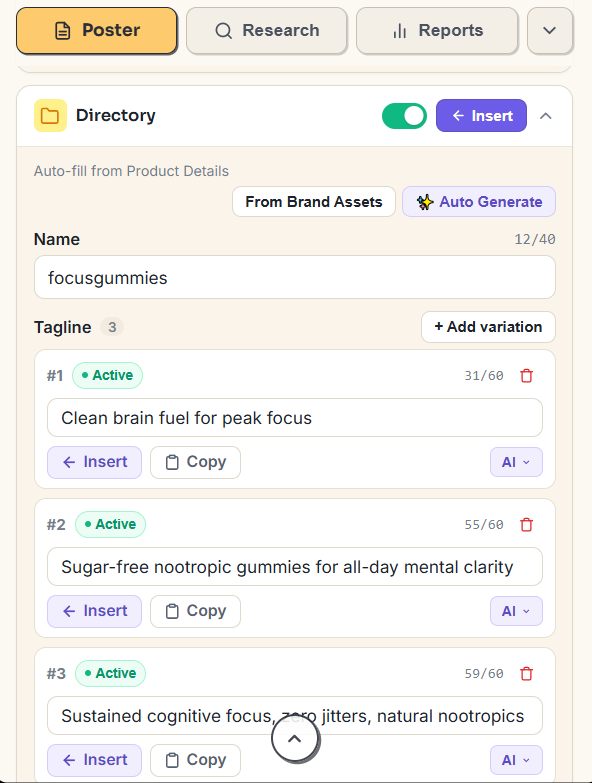 Poster Research Reports
Directory Insert
Auto-fill from Product Details
From Brand Assets Auto Generate
Name 12/40
focusgummies
Tagline 3 + Add variation
#1 Active 31/60
Clean brain fuel for peak focus
Insert Copy AI
#2 Active 55/60
Sugar-free nootropic gummies for all-day mental clarity
Insert Copy AI
#3 Active 59/60
Sustained cognitive focus, zero jitters, natural nootropics
Insert Copy AI